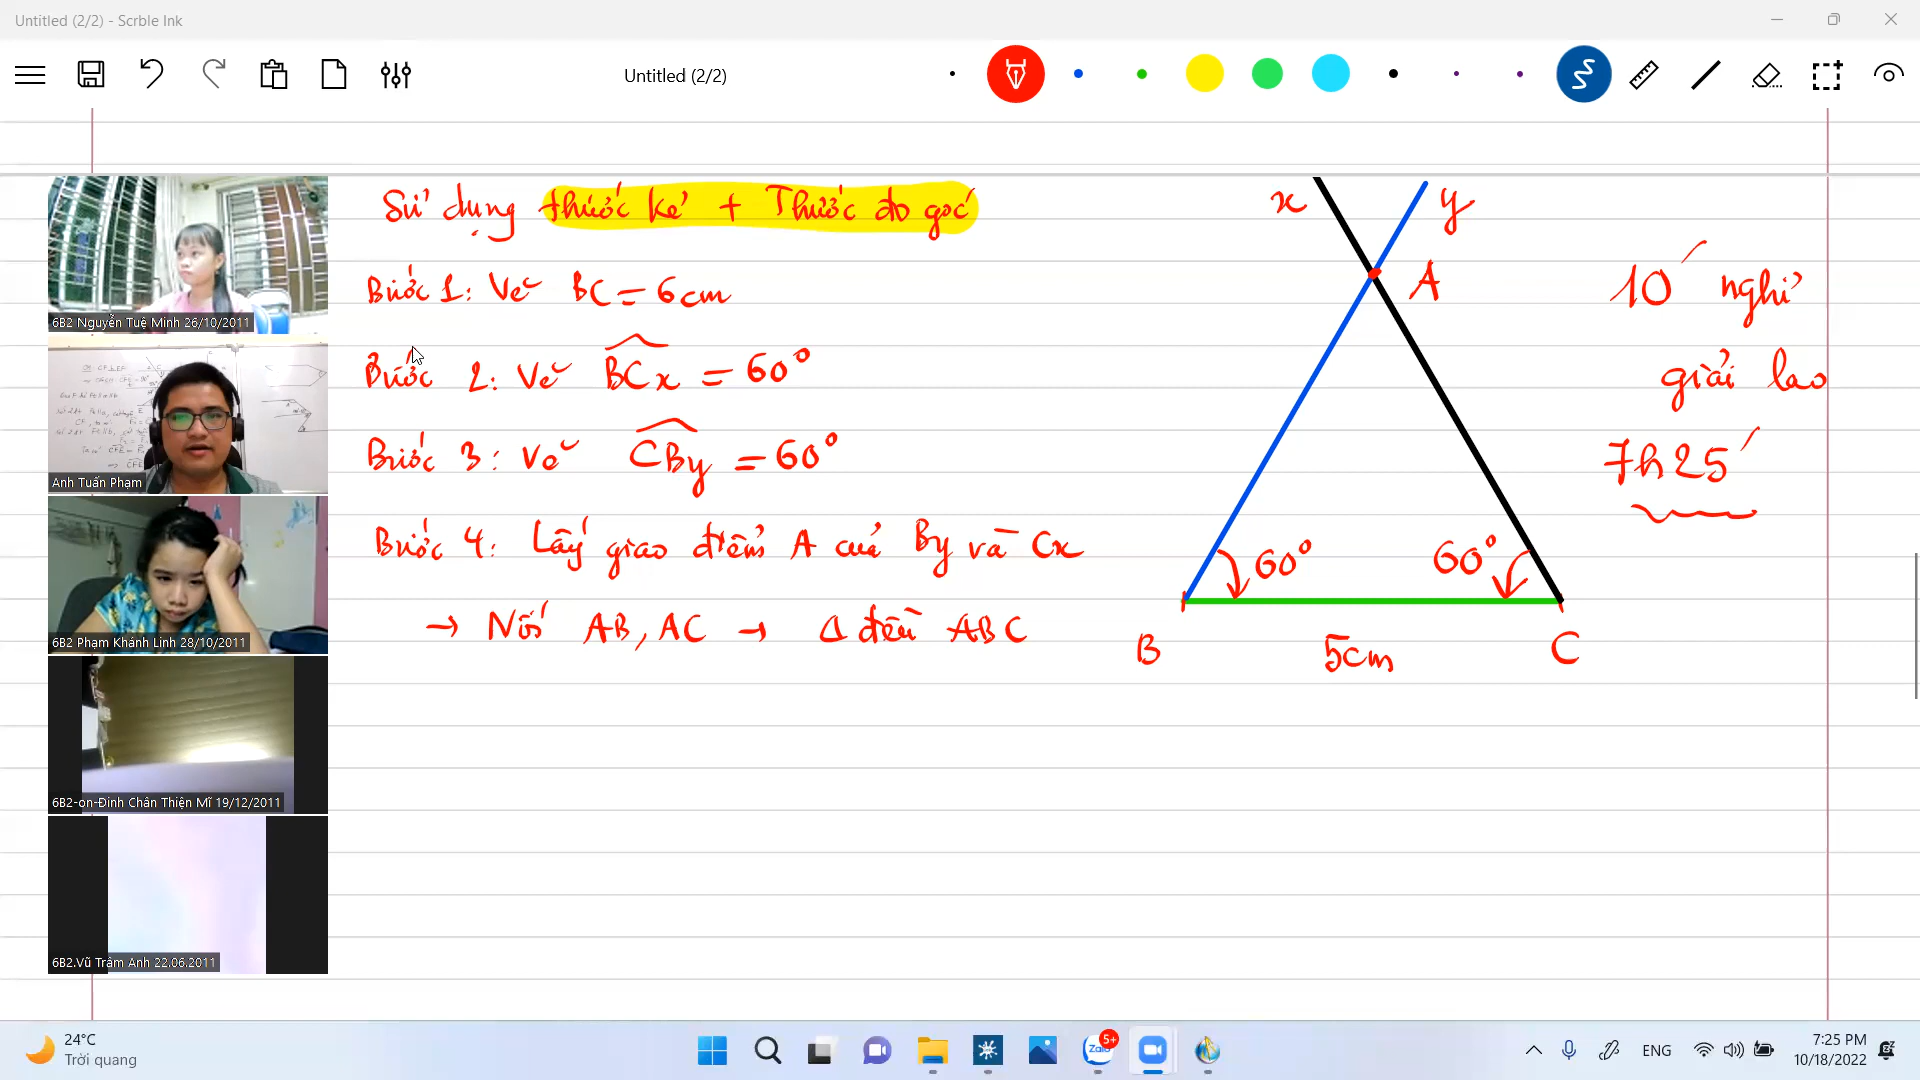 Untitled (2/2) - Scrble Ink
Untitled (2/2)
Sử dụng thước kẻ + Thước đo góc
Bước 1: Vẽ BC = 6cm
Bước 2: Vẽ BCx = 60°
Bước 3: Vẽ CBy = 60°
Bước 4: Lấy giao điểm A của By và Cx
→ Nối AB, AC → Δ đều ABC
x
y
A
60°
60°
B
5cm
C
10' nghỉ
giải lao
7h25'
6B2 Nguyễn Tuệ Minh 26/10/2011
Anh Tuấn Phạm
6B2 Phạm Khánh Linh 28/10/2011
6B2-on-Đinh Chân Thiện Mĩ 19/12/2011
6B2.Vũ Trâm Anh 22.06.2011
24°C
Trời quang
Zalo
5+
ENG
7:25 PM
10/18/2022